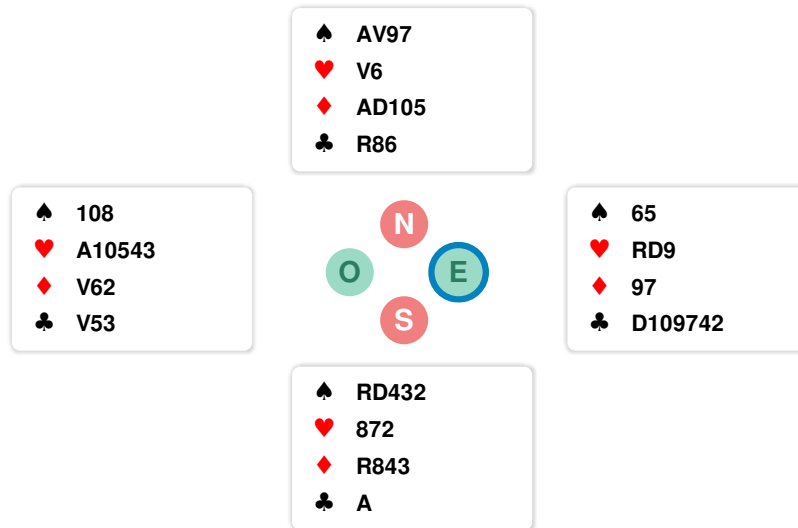 ♠ AV97
♥ V6
♦ AD105
♣ R86
♠ 108
♥ A10543
♦ V62
♣ V53
N
O E
S
♠ 65
♥ RD9
♦ 97
♣ D109742
♠ RD432
♥ 872
♦ R843
♣ A